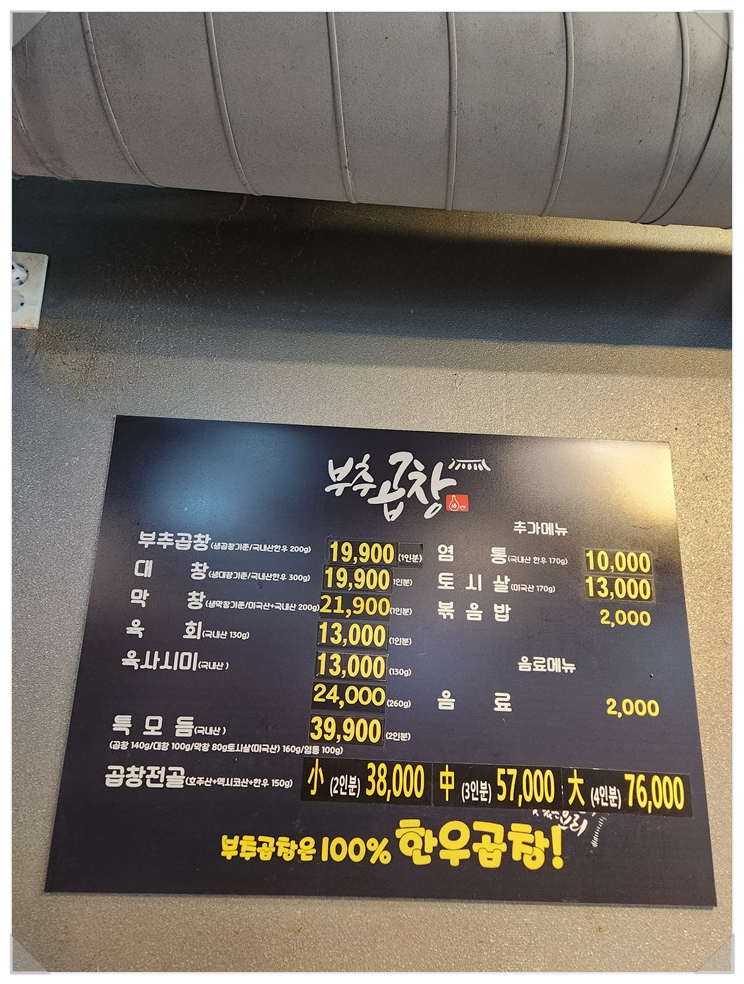 부추곱창
부추곱창(생곱창기준/국내산한우 200g) 19,900(1인분)
대 창(생대창기준/국내산한우 300g) 19,900 1인분)
막 창(생막창기준/미국산+국내산 200g) 21,900(1인분)
육 회(국내산 130g) 13,000(1인분)
육사시미(국내산) 13,000(130g)
24,000(260g)
특 모 듬(국내산) 39,900(2인분)
(곱창 140g/대창 100g/막창 80g토시살(미국산) 160g/염통 100g)
추가메뉴
염 통(국내산 한우 170g) 10,000
토 시 살(미국산 170g) 13,000
볶 음 밥 2,000
음료메뉴
음 료 2,000
곱창전골(호주산+멕시코산+한우 150g) 小 (2인분) 38,000 中 (3인분) 57,000 大 (4인분) 76,000
부추곱창은 100% 한우곱창!